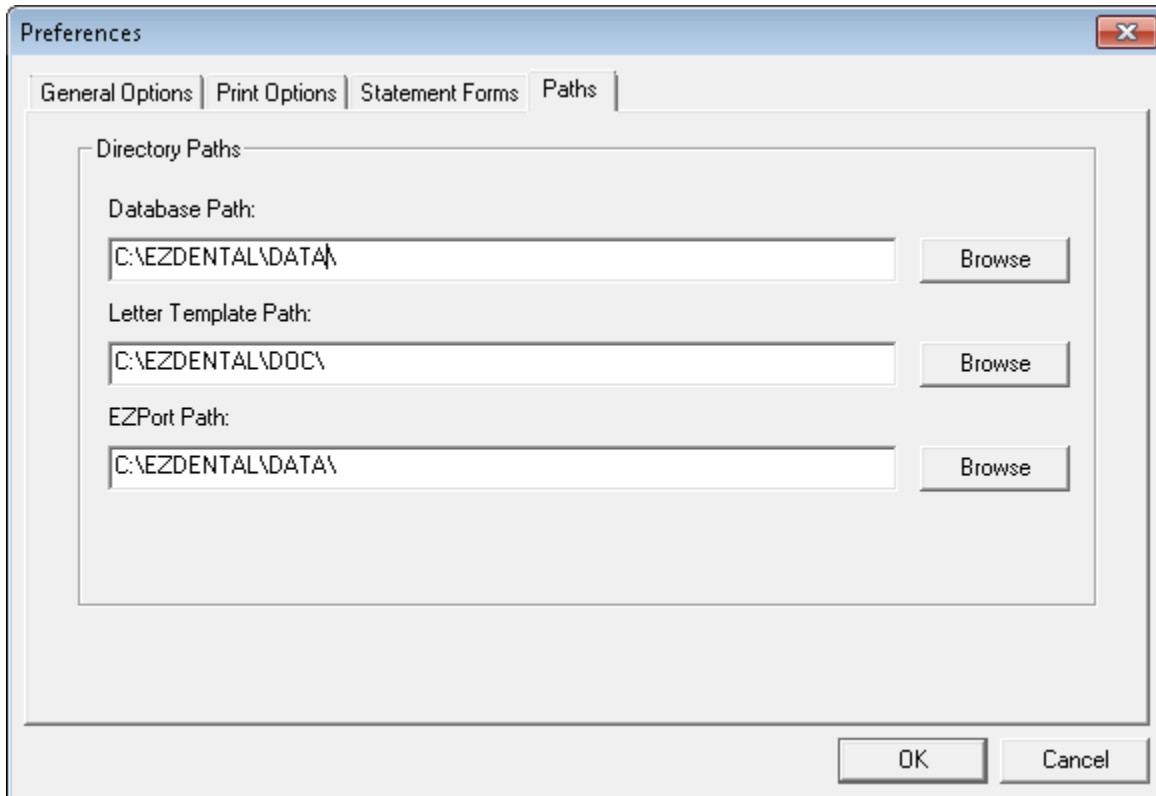 Preferences
General Options Print Options Statement Forms Paths
Directory Paths
Database Path:
C:\EZDENTAL\DATA\ Browse
Letter Template Path:
C:\EZDENTAL\DOC\ Browse
EZPort Path:
C:\EZDENTAL\DATA\ Browse
OK Cancel